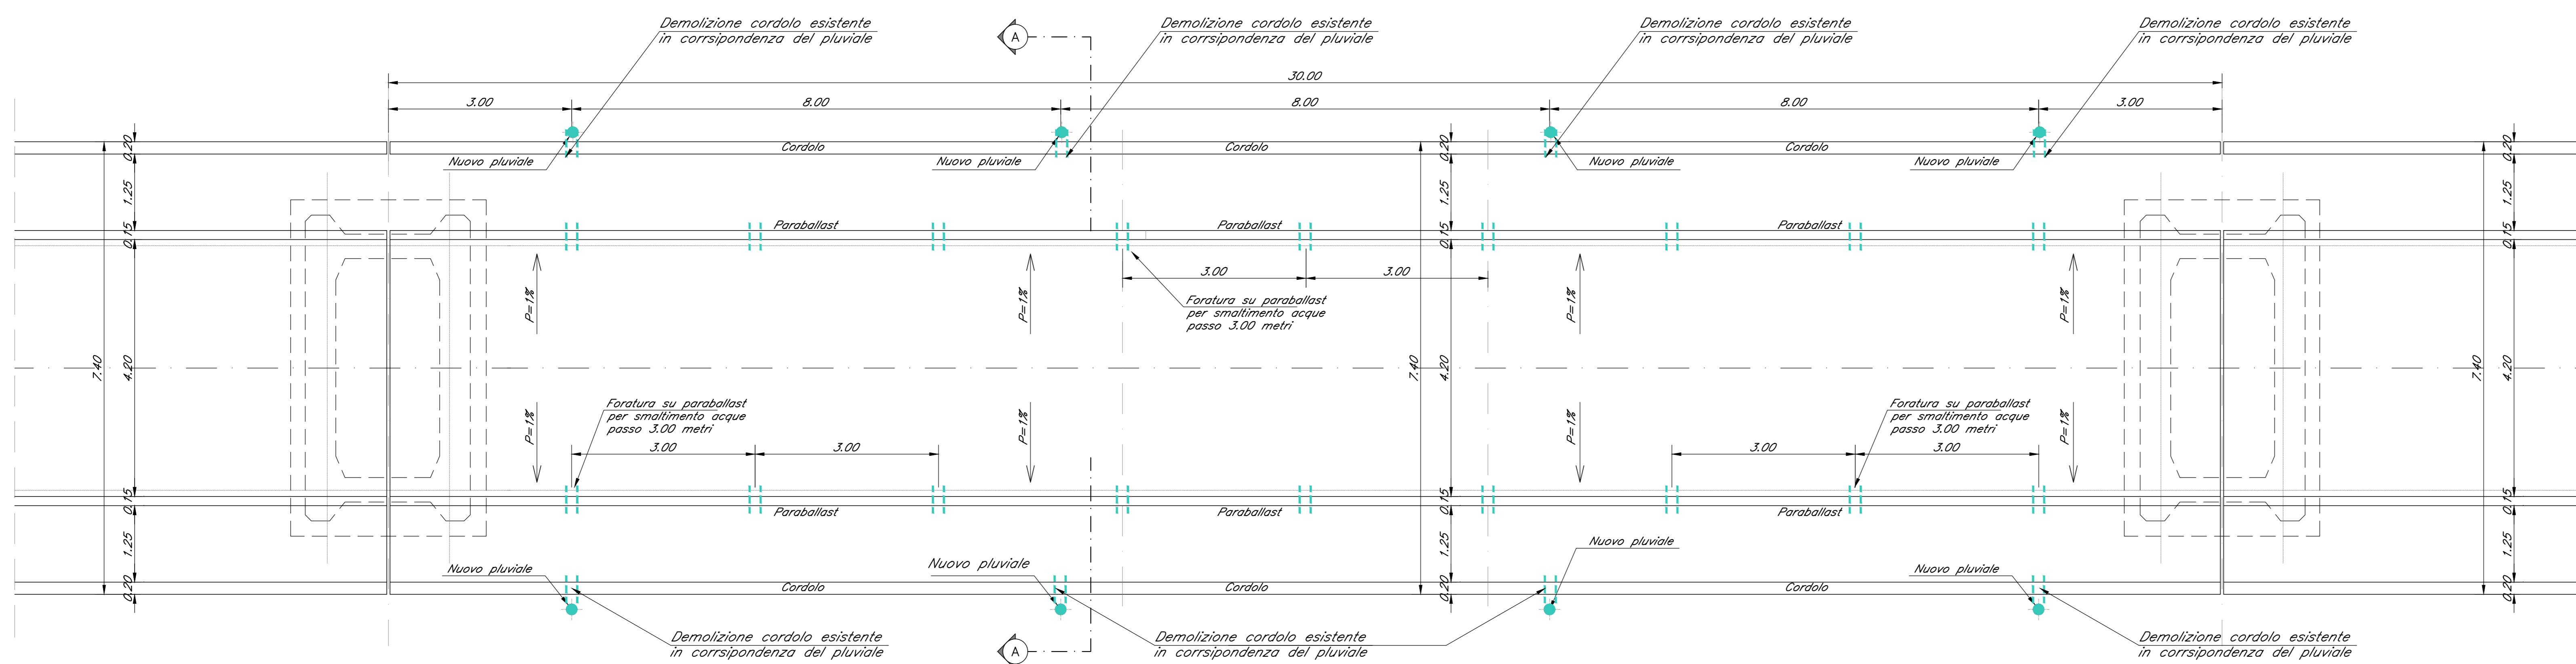 Demolizione cordolo esistente
in corrsipondenza del pluviale
A
Demolizione cordolo esistente
in corrsipondenza del pluviale
Demolizione cordolo esistente
in corrsipondenza del pluviale
Demolizione cordolo esistente
in corrsipondenza del pluviale
30.00
3.00
8.00
8.00
8.00
3.00
0.20
Cordolo
Cordolo
0.20
Cordolo
0.20
Nuovo pluviale
Nuovo pluviale
Nuovo pluviale
Nuovo pluviale
1.25
1.25
1.25
Paraballast
Paraballast
Paraballast
0.15
0.15
0.15
3.00
3.00
P=1%
P=1%
Foratura su paraballast
per smaltimento acque
passo 3.00 metri
P=1%
P=1%
7.40
4.20
7.40
4.20
7.40
4.20
P=1%
Foratura su paraballast
per smaltimento acque
passo 3.00 metri
P=1%
P=1%
Foratura su paraballast
per smaltimento acque
passo 3.00 metri
P=1%
3.00
3.00
3.00
3.00
0.15
0.15
0.15
Paraballast
Paraballast
Paraballast
1.25
1.25
1.25
Nuovo pluviale
Nuovo pluviale
Nuovo pluviale
Nuovo pluviale
0.20
Cordolo
Cordolo
0.20
Cordolo
0.20
Demolizione cordolo esistente
in corrsipondenza del pluviale
A
Demolizione cordolo esistente
in corrsipondenza del pluviale
Demolizione cordolo esistente
in corrsipondenza del pluviale